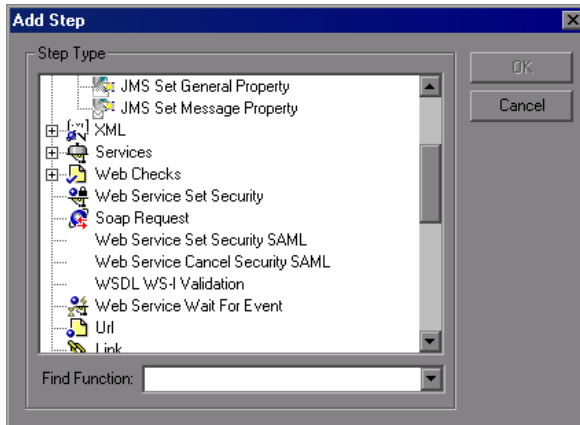 Add Step
Step Type
JMS Set General Property
JMS Set Message Property
XML
Services
Web Checks
Web Service Set Security
Soap Request
Web Service Set Security SAML
Web Service Cancel Security SAML
WSDL WS-I Validation
Web Service Wait For Event
Url
Link
Find Function:
OK
Cancel